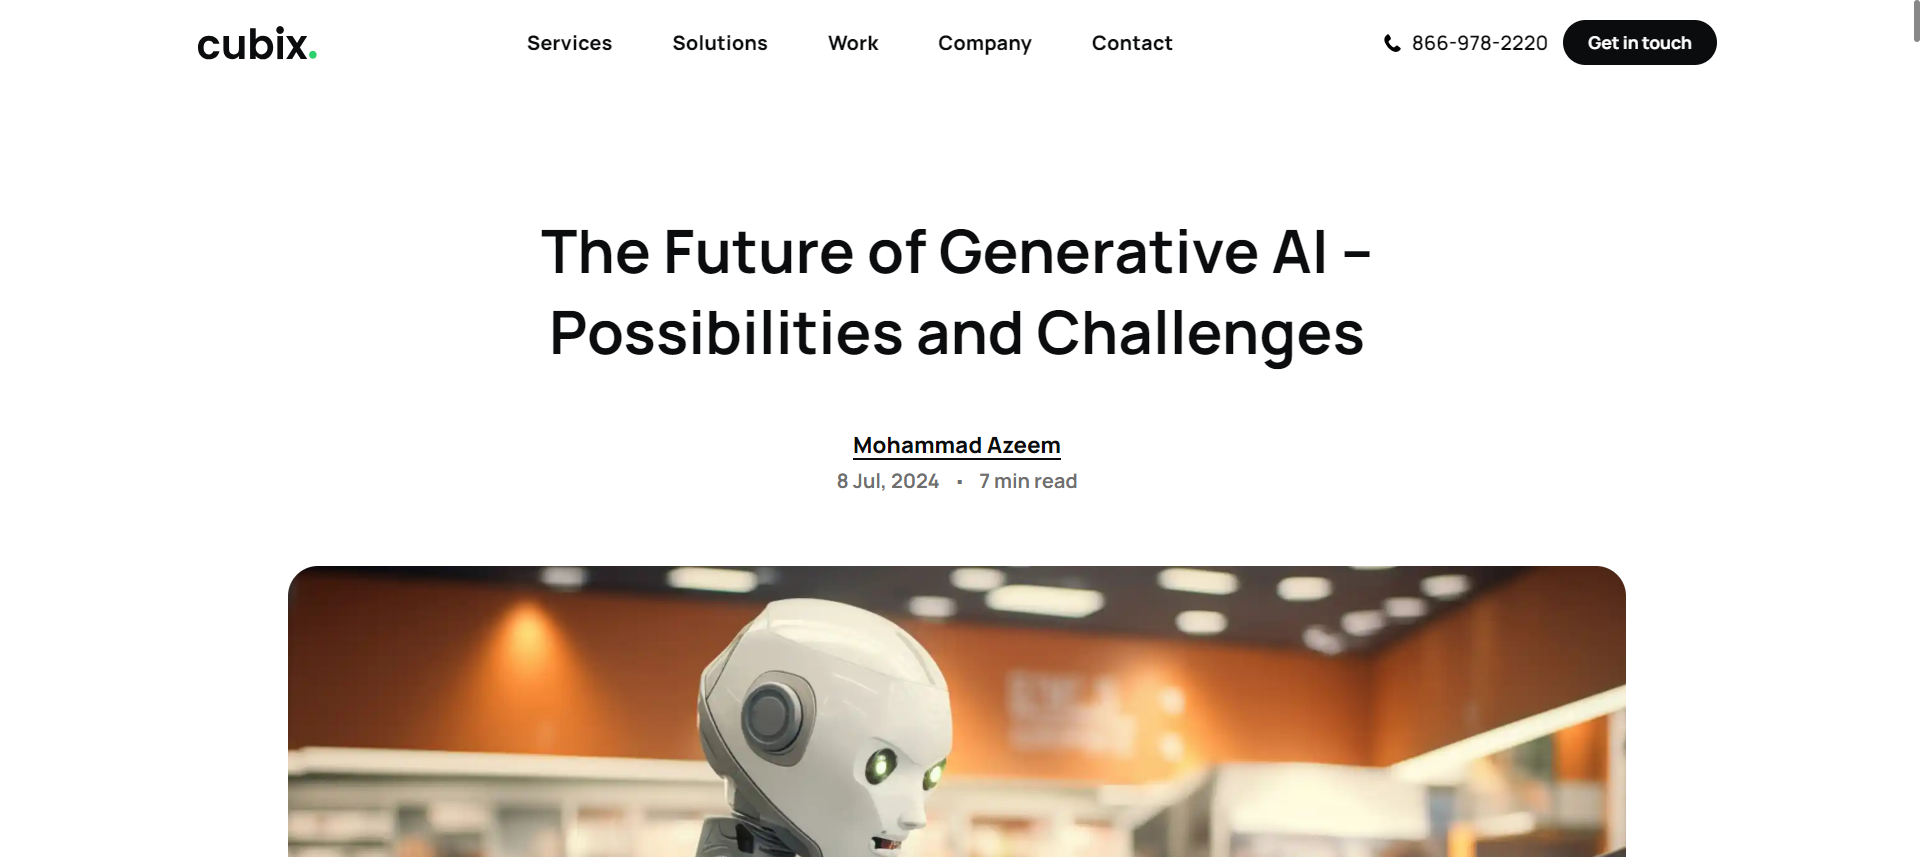 cubix.
Services
Solutions
Work
Company
Contact
866-978-2220
Get in touch
The Future of Generative AI –
Possibilities and Challenges
Mohammad Azeem
8 Jul, 2024 · 7 min read